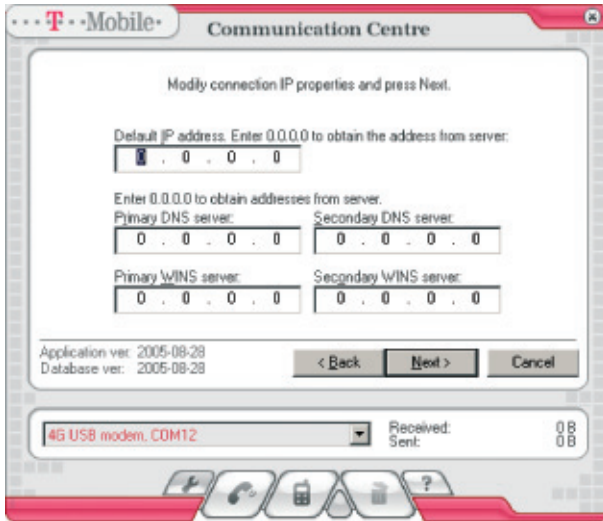 ···T··Mobile·
Communication Centre
Modify connection IP properties and press Next.
Default IP address. Enter 0.0.0.0 to obtain the address from server:
0 . 0 . 0 . 0
Enter 0.0.0.0 to obtain addresses from server.
Primary DNS server: Secondary DNS server:
0 . 0 . 0 . 0 0 . 0 . 0 . 0
Primary WINS server: Secondary WINS server:
0 . 0 . 0 . 0 0 . 0 . 0 . 0
Application ver: 2005-08-28
Database ver: 2005-08-28
< Back Next > Cancel
4G USB modem, COM12
Received: 0 B
Sent: 0 B
?